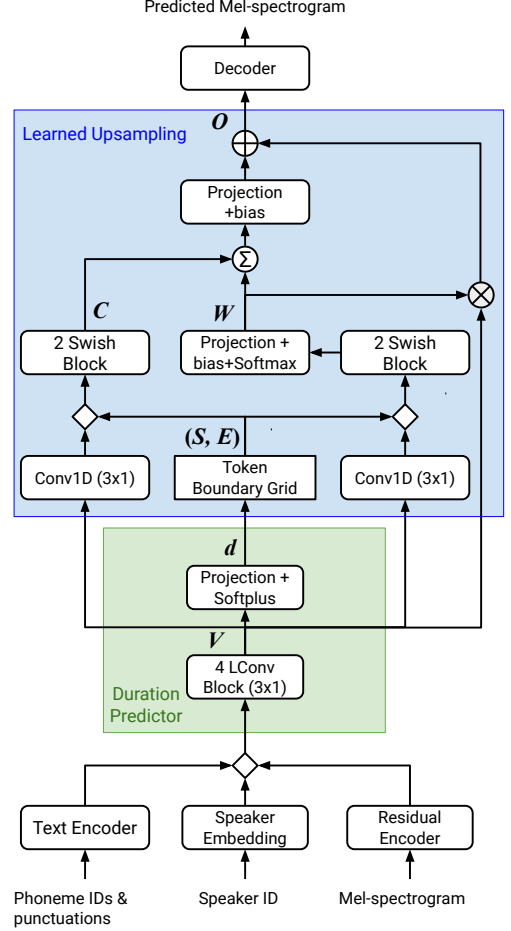 Predicted Mel-spectrogram
Decoder
Learned Upsampling
O
Projection
+bias
Σ
C
W
2 Swish
Block
Projection +
bias+Softmax
2 Swish
Block
(S, E)
Conv1D (3x1)
Token
Boundary Grid
Conv1D (3x1)
d
Projection +
Softplus
V
4 LConv
Block (3x1)
Duration
Predictor
Text Encoder
Speaker
Embedding
Residual
Encoder
Phoneme IDs &
punctuations
Speaker ID
Mel-spectrogram